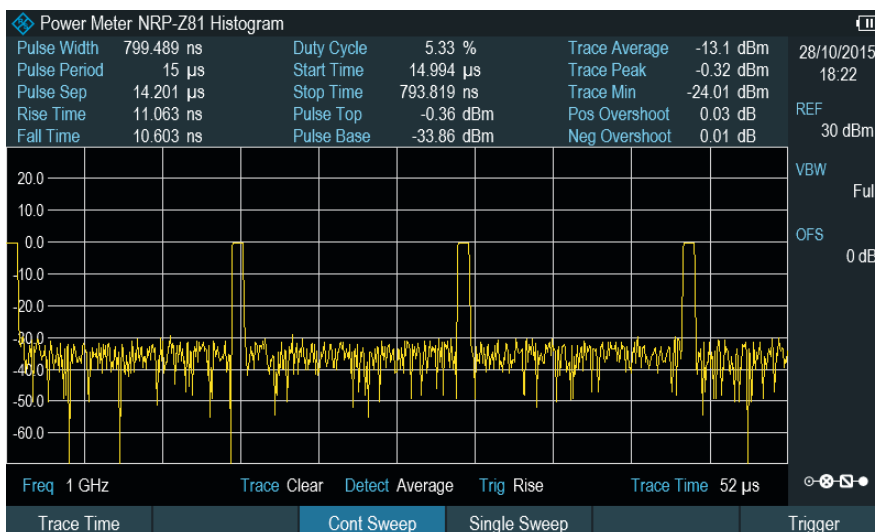 Power Meter NRP-Z81 Histogram
Pulse Width 799.489 ns Duty Cycle 5.33 % Trace Average -13.1 dBm
Pulse Period 15 µs Start Time 14.994 µs Trace Peak -0.32 dBm
Pulse Sep 14.201 µs Stop Time 793.819 ns Trace Min -24.01 dBm
Rise Time 11.063 ns Pulse Top -0.36 dBm Pos Overshoot 0.03 dB
Fall Time 10.603 ns Pulse Base -33.86 dBm Neg Overshoot 0.01 dB
28/10/2015
18:22
REF
30 dBm
VBW
Ful
OFS
0 dB
20.0
10.0
0.0
-10.0
-20.0
-30.0
-40.0
-50.0
-60.0
Freq 1 GHz Trace Clear Detect Average Trig Rise Trace Time 52 µs
Trace Time Cont Sweep Single Sweep Trigger